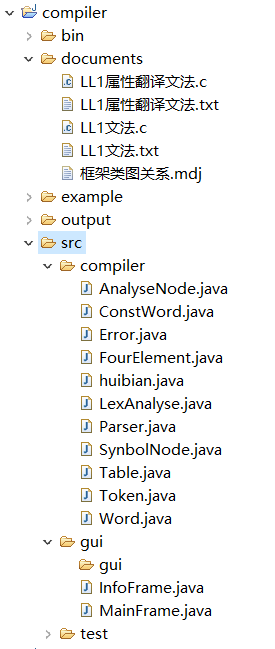 compiler
bin
documents
LL1属性翻译文法.c
LL1属性翻译文法.txt
LL1文法.c
LL1文法.txt
框架类图关系.mdj
example
output
src
compiler
AnalyseNode.java
ConstWord.java
Error.java
FourElement.java
huibian.java
LexAnalyse.java
Parser.java
SynbolNode.java
Table.java
Token.java
Word.java
gui
gui
InfoFrame.java
MainFrame.java
test